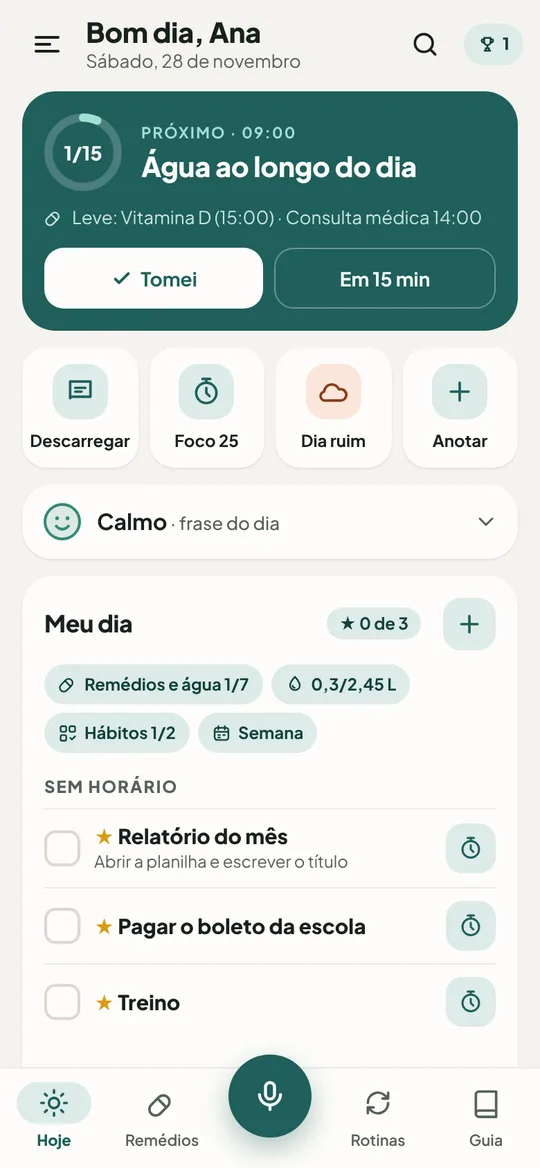 Bom dia, Ana
Sábado, 28 de novembro
1
1/15
PRÓXIMO · 09:00
Água ao longo do dia
Leve: Vitamina D (15:00) · Consulta médica 14:00
Tomei
Em 15 min
Descarregar
Foco 25
Dia ruim
Anotar
Calmo · frase do dia
Meu dia
★ 0 de 3
Remédios e água 1/7
0,3/2,45 L
Hábitos 1/2
Semana
SEM HORÁRIO
★ Relatório do mês
Abrir a planilha e escrever o título
★ Pagar o boleto da escola
★ Treino
Hoje
Remédios
Rotinas
Guia